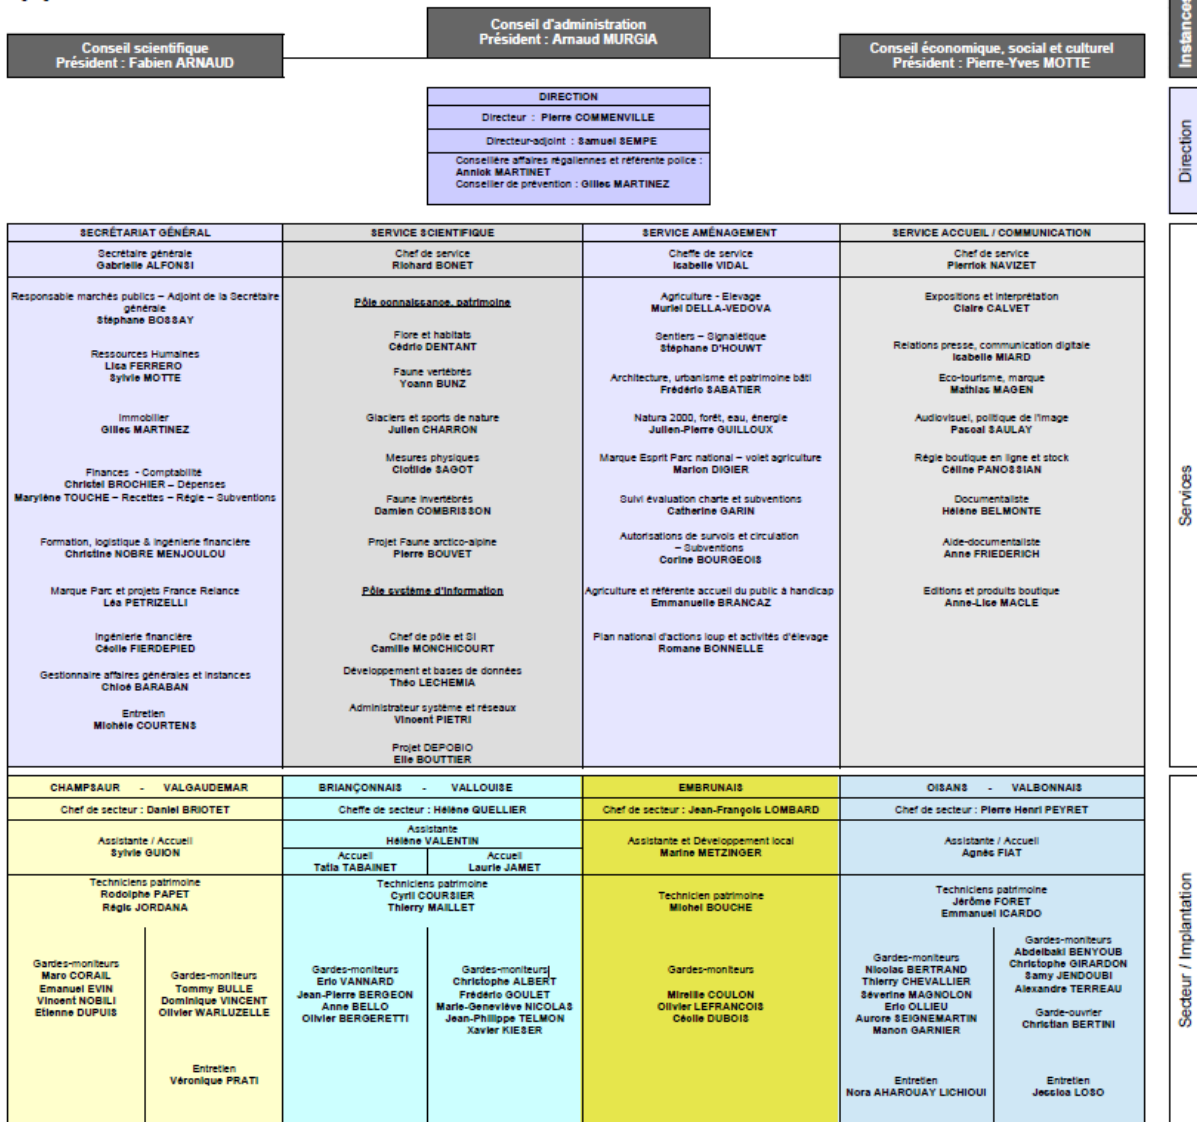 Conseil d'administration
Président : Arnaud MURGIA
Conseil scientifique
Président : Fabien ARNAUD
Conseil économique, social et culturel
Président : Pierre-Yves MOTTE
Instances
DIRECTION
Directeur : Pierre COMMENVILLE
Directeur-adjoint : Samuel SEMPE
Conseillère affaires régaliennes et référente police :
Annick MARTINET
Conseiller de prévention : Gilles MARTINEZ
Direction
SECRÉTARIAT GÉNÉRAL
Secrétaire générale
Gabrielle ALFONSI
Responsable marchés publics – Adjoint de la Secrétaire
générale
Stéphane BOSSAY
Ressources Humaines
Lisa FERRERO
Sylvie MOTTE
Immobilier
Gilles MARTINEZ
Finances - Comptabilité
Christel BROCHIER – Dépenses
Marylène TOUCHE – Recettes – Régie – Subventions
Formation, logistique & ingénierie financière
Christine NOBRE MENJOULOU
Marque Parc et projets France Relance
Léa PETRIZELLI
Ingénierie financière
Cécile FIERDEPIED
Gestionnaire affaires générales et instances
Chloé BARABAN
Entretien
Michèle COURTENS
SERVICE SCIENTIFIQUE
Chef de service
Richard BONET
Pôle connaissance, patrimoine
Flore et habitats
Cédric DENTANT
Faune vertébrés
Yoann BUNZ
Glaciers et sports de nature
Julien CHARRON
Mesures physiques
Clotilde SAGOT
Faune invertébrés
Damien COMBRISSON
Projet Faune arctico-alpine
Pierre BOUVET
Pôle système d'information
Chef de pôle et SI
Camille MONCHICOURT
Développement et bases de données
Théo LECHEMIA
Administrateur système et réseaux
Vincent PIETRI
Projet DEPOBIO
Elie BOUTTIER
SERVICE AMÉNAGEMENT
Cheffe de service
Isabelle VIDAL
Agriculture - Elevage
Muriel DELLA-VEDOVA
Sentiers – Signalétique
Stéphane D'HOUWT
Architecture, urbanisme et patrimoine bâti
Frédéric SABATIER
Natura 2000, forêt, eau, énergie
Julien-Pierre GUILLOUX
Marque Esprit Parc national – volet agriculture
Marion DIGIER
Suivi évaluation charte et subventions
Catherine GARIN
Autorisations de survols et circulation
– Subventions
Corine BOURGEOIS
Agriculture et référente accueil du public à handicap
Emmanuelle BRANCAZ
Plan national d'actions loup et activités d'élevage
Romane BONNELLE
SERVICE ACCUEIL / COMMUNICATION
Chef de service
Pierrick NAVIZET
Expositions et interprétation
Claire CALVET
Relations presse, communication digitale
Isabelle MIARD
Eco-tourisme, marque
Mathias MAGEN
Audiovisuel, politique de l'image
Pascal SAULAY
Régie boutique en ligne et stock
Céline PANOSSIAN
Documentaliste
Hélène BELMONTE
Aide-documentaliste
Anne FRIEDERICH
Editions et produits boutique
Anne-Lise MACLE
Services
CHAMPSAUR - VALGAUDEMAR
Chef de secteur : Daniel BRIOTET
Assistante / Accueil
Sylvie GUION
Techniciens patrimoine
Rodolphe PAPET
Régis JORDANA
Gardes-moniteurs
Marc CORAIL
Emanuel EVIN
Vincent NOBILI
Etienne DUPUIS
Gardes-moniteurs
Tommy BULLE
Dominique VINCENT
Olivier WARLUZELLE
Entretien
Véronique PRATI
BRIANÇONNAIS - VALLOUISE
Cheffe de secteur : Hélène QUELLIER
Assistante
Hélène VALENTIN
Accueil
Tatia TABAINET
Accueil
Laurie JAMET
Techniciens patrimoine
Cyril COURSIER
Thierry MAILLET
Gardes-moniteurs
Eric VANNARD
Jean-Pierre BERGEON
Anne BELLO
Olivier BERGERETTI
Gardes-moniteurs
Christophe ALBERT
Frédéric GOULET
Marie-Geneviève NICOLAS
Jean-Philippe TELMON
Xavier KIESER
EMBRUNAIS
Chef de secteur : Jean-François LOMBARD
Assistante et Développement local
Marine METZINGER
Technicien patrimoine
Michel BOUCHE
Gardes-moniteurs
Mireille COULON
Olivier LEFRANCOIS
Cécile DUBOIS
OISANS - VALBONNAIS
Chef de secteur : Pierre Henri PEYRET
Assistante / Accueil
Agnès FIAT
Techniciens patrimoine
Jérôme FORET
Emmanuel ICARDO
Gardes-moniteurs
Nicolas BERTRAND
Thierry CHEVALLIER
Séverine MAGNOLON
Eric OLLIEU
Aurore SEIGNEMARTIN
Manon GARNIER
Entretien
Nora AHAROUAY LICHIOUI
Gardes-moniteurs
Abdelbaki BENYOUB
Christophe GIRARDON
Samy JENDOUBI
Alexandre TERREAU
Garde-ouvrier
Christian BERTINI
Entretien
Jessica LOSO
Secteur / Implantation